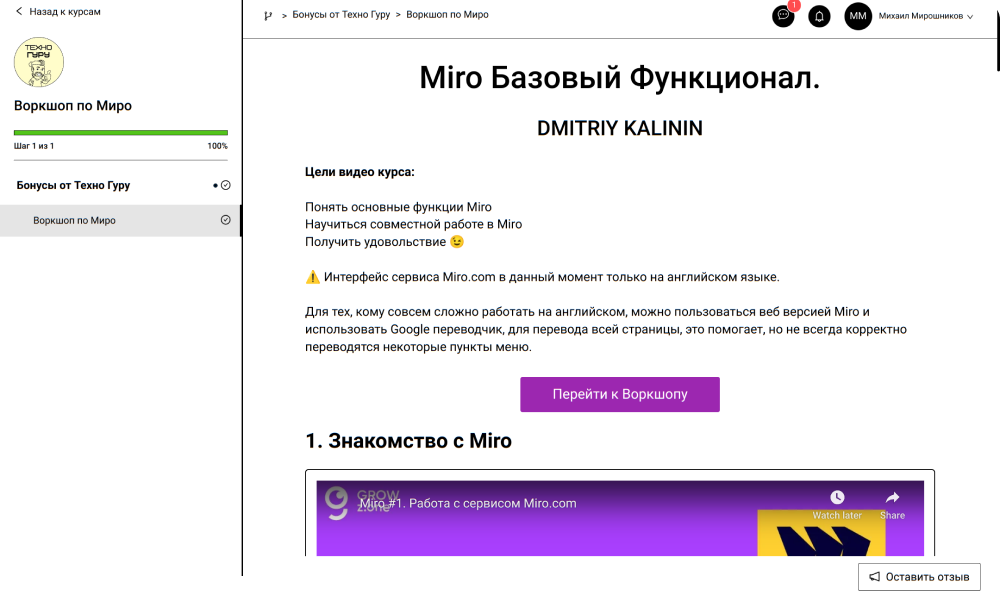 Назад к курсам
> Бонусы от Техно Гуру > Воркшоп по Миро
1
ММ
Михаил Мирошников
ТЕХНО
ГУРУ
Воркшоп по Миро
Шаг 1 из 1
100%
Бонусы от Техно Гуру
Воркшоп по Миро
Miro Базовый Функционал.
DMITRIY KALININ
Цели видео курса:
Понять основные функции Miro
Научиться совместной работе в Miro
Получить удовольствие 😉
⚠️ Интерфейс сервиса Miro.com в данный момент только на английском языке.
Для тех, кому совсем сложно работать на английском, можно пользоваться веб версией Miro и
использовать Google переводчик, для перевода всей страницы, это помогает, но не всегда корректно
переводятся некоторые пункты меню.
Перейти к Воркшопу
1. Знакомство с Miro
GROW
zone
Miro #1. Работа с сервисом Miro.com
Watch later
Share
Оставить отзыв